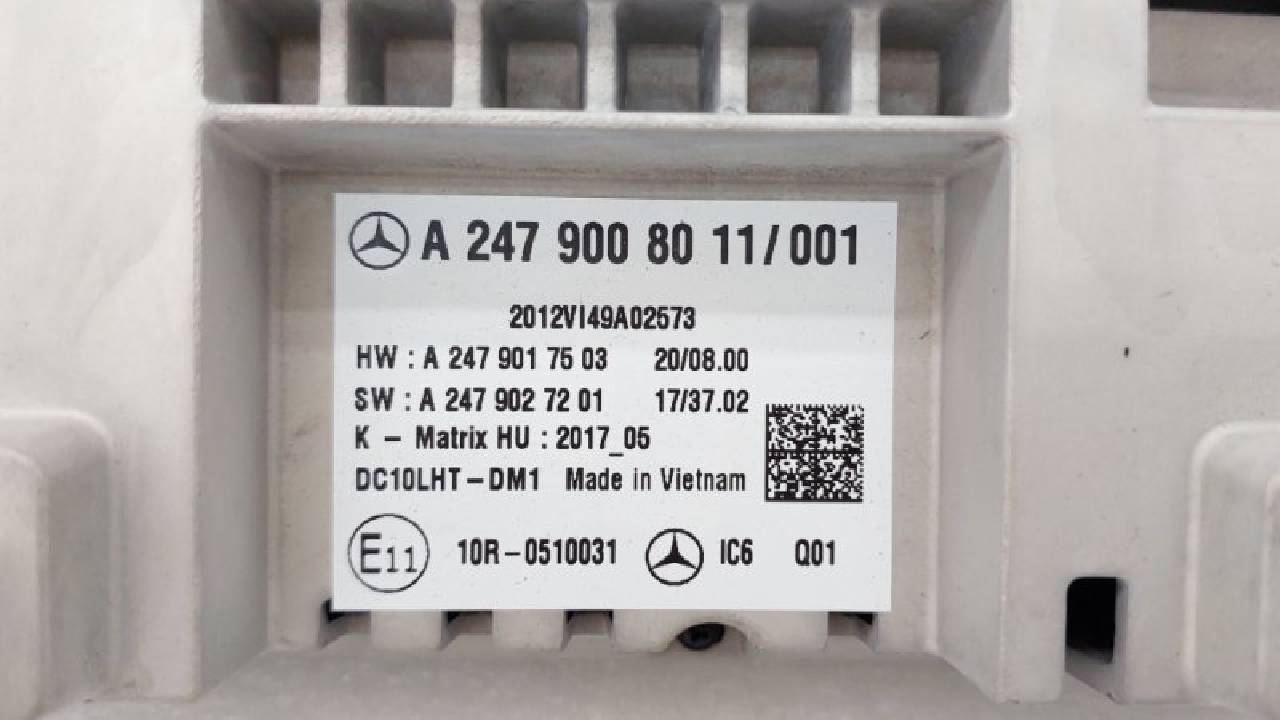 A 247 900 80 11/001
2012VI49A02573
HW : A 247 901 75 03 20/08.00
SW : A 247 902 72 01 17/37.02
K - Matrix HU : 2017_05
DC10LHT-DM1 Made in Vietnam
E11 10R-0510031 IC6 Q01